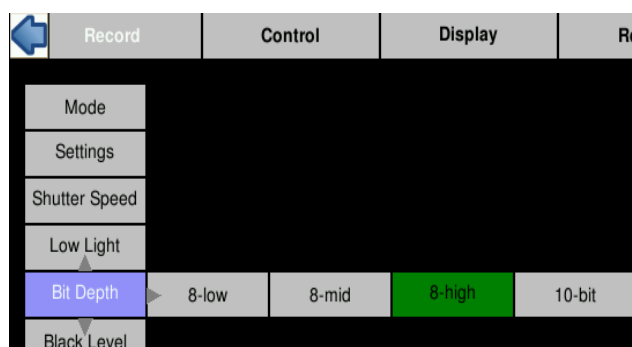 Record Control Display
Mode
Settings
Shutter Speed
Low Light
Bit Depth 8-low 8-mid 8-high 10-bit
Black Level